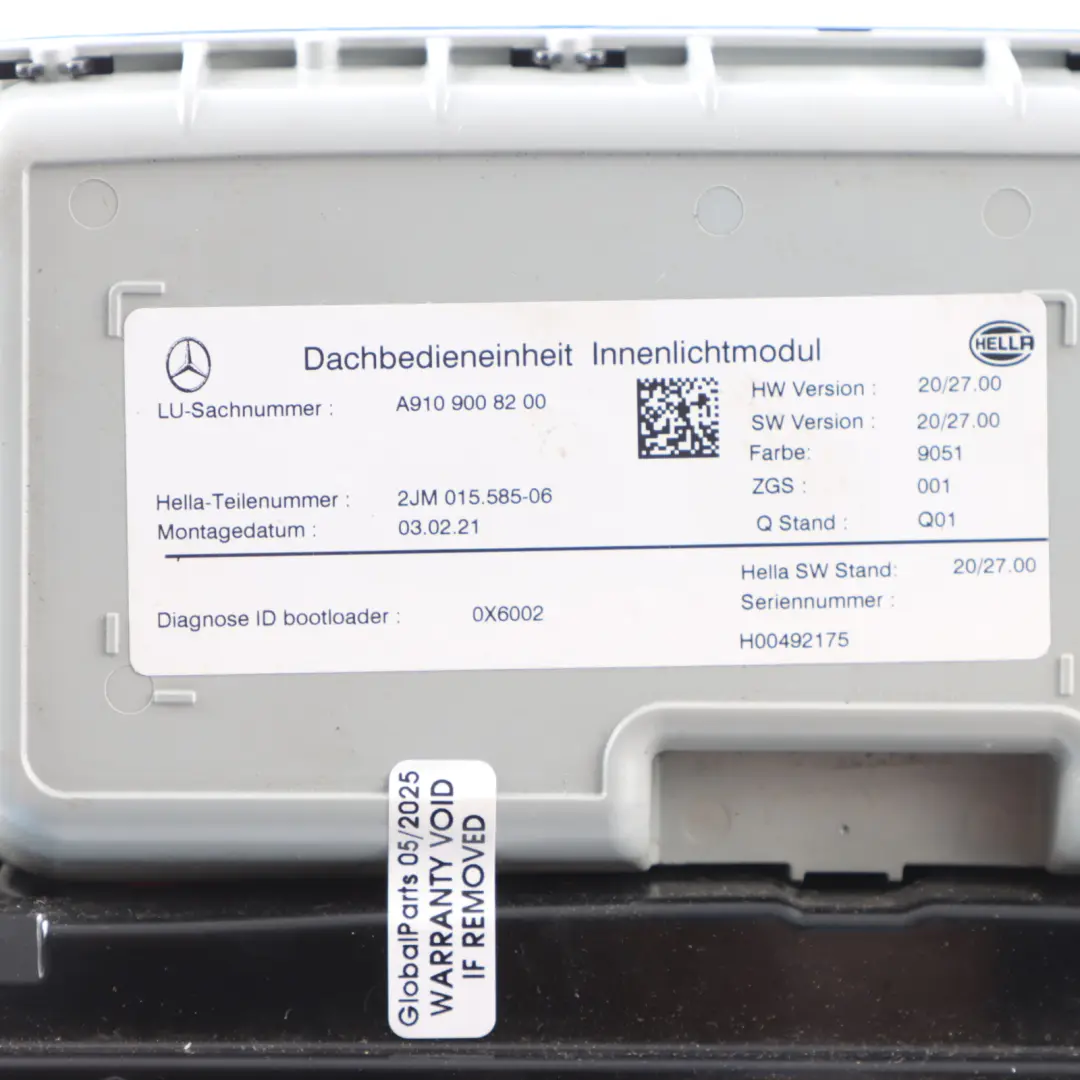 Dachbedieneinheit Innenlichtmodul
HELLA
LU-Sachnummer : A910 900 8200
HW Version : 20/27.00
SW Version : 20/27.00
Farbe: 9051
ZGS : 001
Q Stand : Q01
Hella-Teilenummer : 2JM 015.585-06
Montagedatum : 03.02.21
Diagnose ID bootloader : 0X6002
Hella SW Stand: 20/27.00
Seriennummer :
H00492175
GlobalParts 05/2025
WARRANTY VOID
IF REMOVED